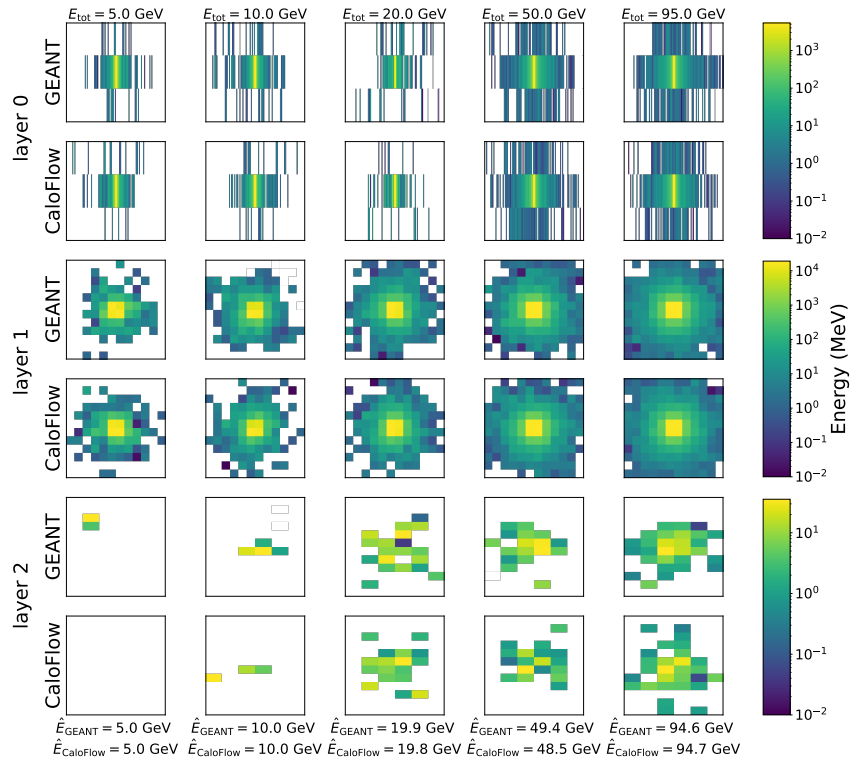 E_tot = 5.0 GeV E_tot = 10.0 GeV E_tot = 20.0 GeV E_tot = 50.0 GeV E_tot = 95.0 GeV
layer 0
GEANT
CaloFlow
10^3
10^2
10^1
10^0
10^−1
10^−2
layer 1
GEANT
CaloFlow
10^4
10^3
10^2
10^1
10^0
10^−1
10^−2
Energy (MeV)
layer 2
GEANT
CaloFlow
10^1
10^0
10^−1
10^−2
Ê_GEANT = 5.0 GeV Ê_GEANT = 10.0 GeV Ê_GEANT = 19.9 GeV Ê_GEANT = 49.4 GeV Ê_GEANT = 94.6 GeV
Ê_CaloFlow = 5.0 GeV Ê_CaloFlow = 10.0 GeV Ê_CaloFlow = 19.8 GeV Ê_CaloFlow = 48.5 GeV Ê_CaloFlow = 94.7 GeV